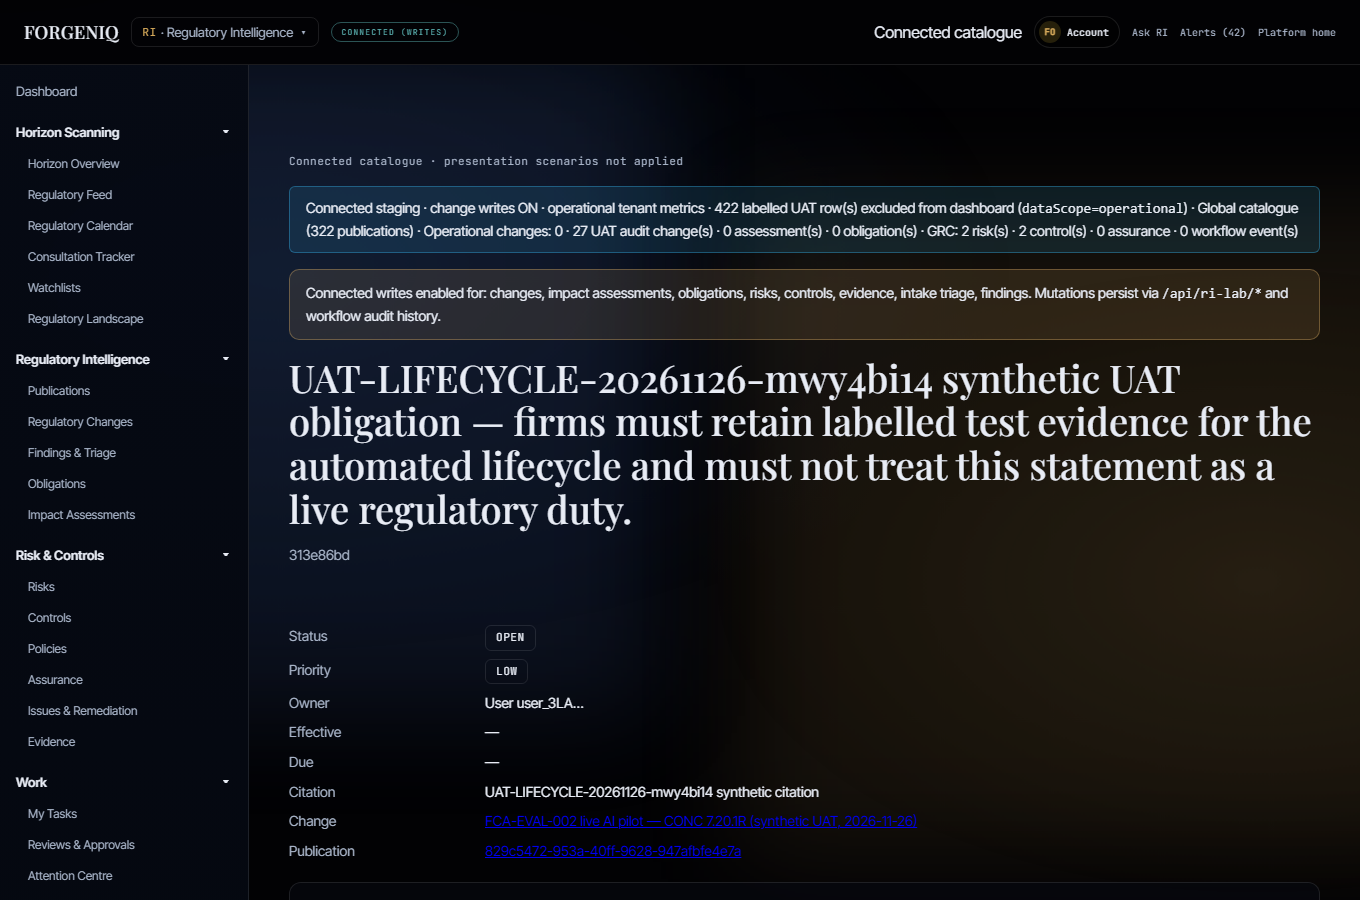 FORGENIQ
RI · Regulatory Intelligence ▾
CONNECTED (WRITES)
Connected catalogue
FO Account
Ask RI
Alerts (42)
Platform home
Dashboard
Horizon Scanning
Horizon Overview
Regulatory Feed
Regulatory Calendar
Consultation Tracker
Watchlists
Regulatory Landscape
Regulatory Intelligence
Publications
Regulatory Changes
Findings & Triage
Obligations
Impact Assessments
Risk & Controls
Risks
Controls
Policies
Assurance
Issues & Remediation
Evidence
Work
My Tasks
Reviews & Approvals
Attention Centre
Connected catalogue · presentation scenarios not applied
Connected staging · change writes ON · operational tenant metrics · 422 labelled UAT row(s) excluded from dashboard (dataScope=operational) · Global catalogue
(322 publications) · Operational changes: 0 · 27 UAT audit change(s) · 0 assessment(s) · 0 obligation(s) · GRC: 2 risk(s) · 2 control(s) · 0 assurance · 0 workflow event(s)
Connected writes enabled for: changes, impact assessments, obligations, risks, controls, evidence, intake triage, findings. Mutations persist via /api/ri-lab/* and
workflow audit history.
UAT-LIFECYCLE-20261126-mwy4bi14 synthetic UAT
obligation — firms must retain labelled test evidence for the
automated lifecycle and must not treat this statement as a
live regulatory duty.
313e86bd
Status OPEN
Priority LOW
Owner User user_3LA…
Effective —
Due —
Citation UAT-LIFECYCLE-20261126-mwy4bi14 synthetic citation
Change FCA-EVAL-002 live AI pilot — CONC 7.20.1R (synthetic UAT, 2026-11-26)
Publication 829c5472-953a-40ff-9628-947afbfa4e7a